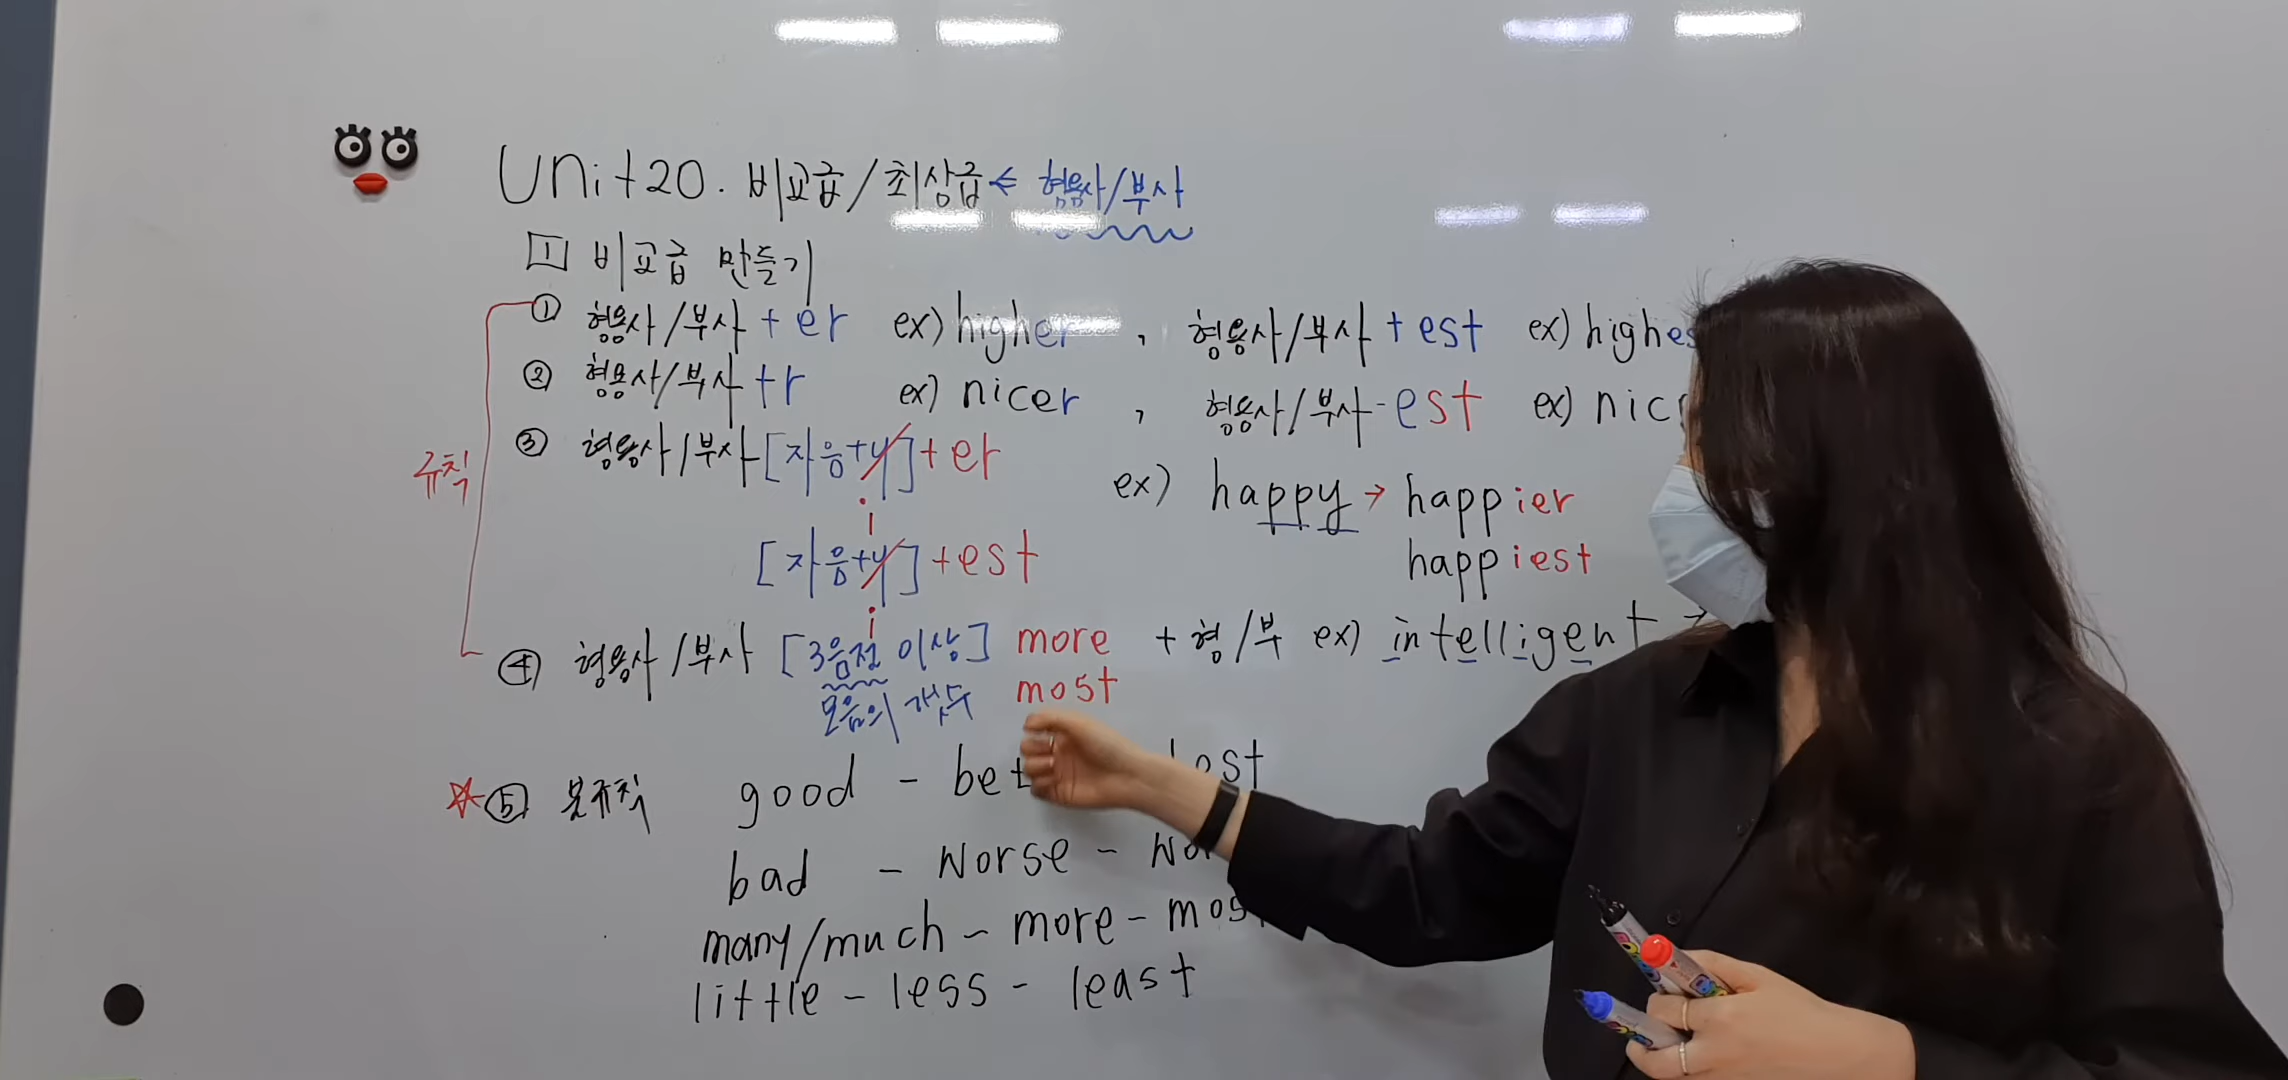 Unit20. 비교급/최상급 ← 형용사/부사
1 비교급 만들기
① 형용사/부사 + er ex) higher , 형용사/부사 + est ex) highes
② 형용사/부사 + r ex) nicer , 형용사/부사 - est ex) nic
③ 형용사/부사 [자음+y] + er ex) happy → happier
i
[자음+y] + est happiest
i
규칙
④ 형용사/부사 [3음절 이상] more + 형/부 ex) intelligent →
모음의 개수 most
☆ ⑤ 불규칙 good - bet est
bad - worse - wor
many/much - more - most
little - less - least